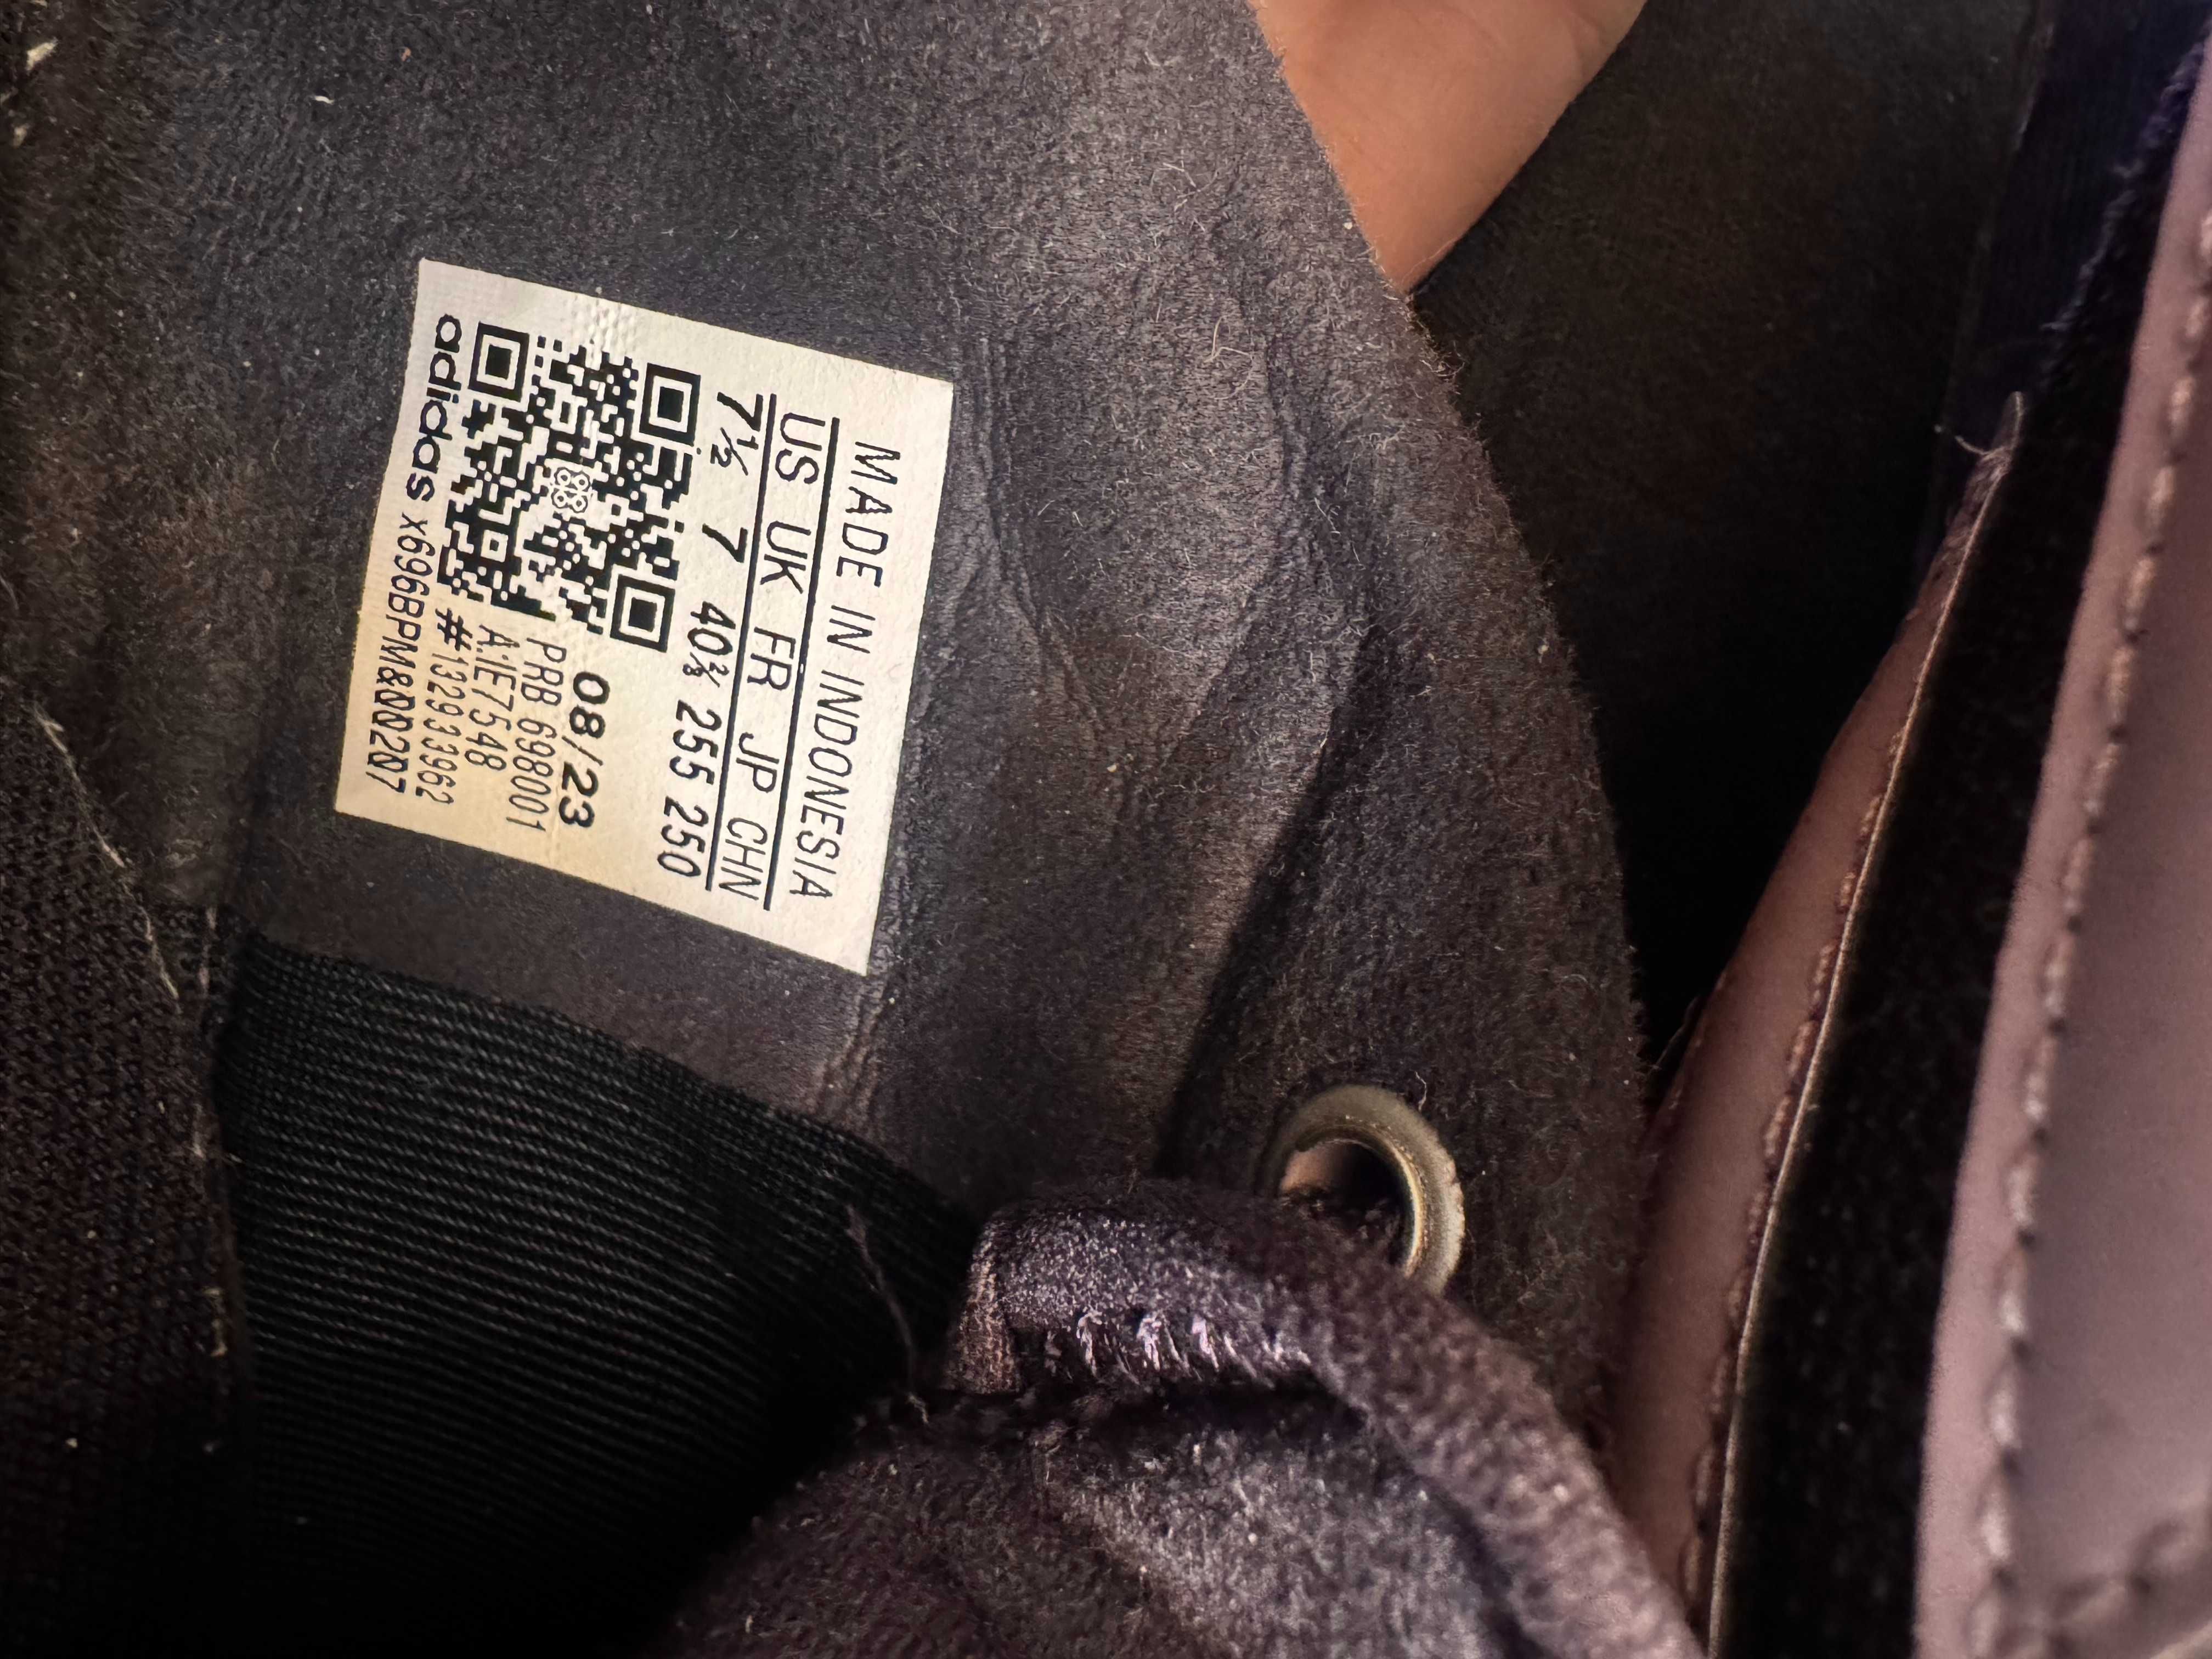 MADE IN INDONESIA
US UK FR JP CHN
7½ 7 40⅔ 255 250
08/23
PRB 698001
A:IE7548
#132933962
adidas x696BPM&00207